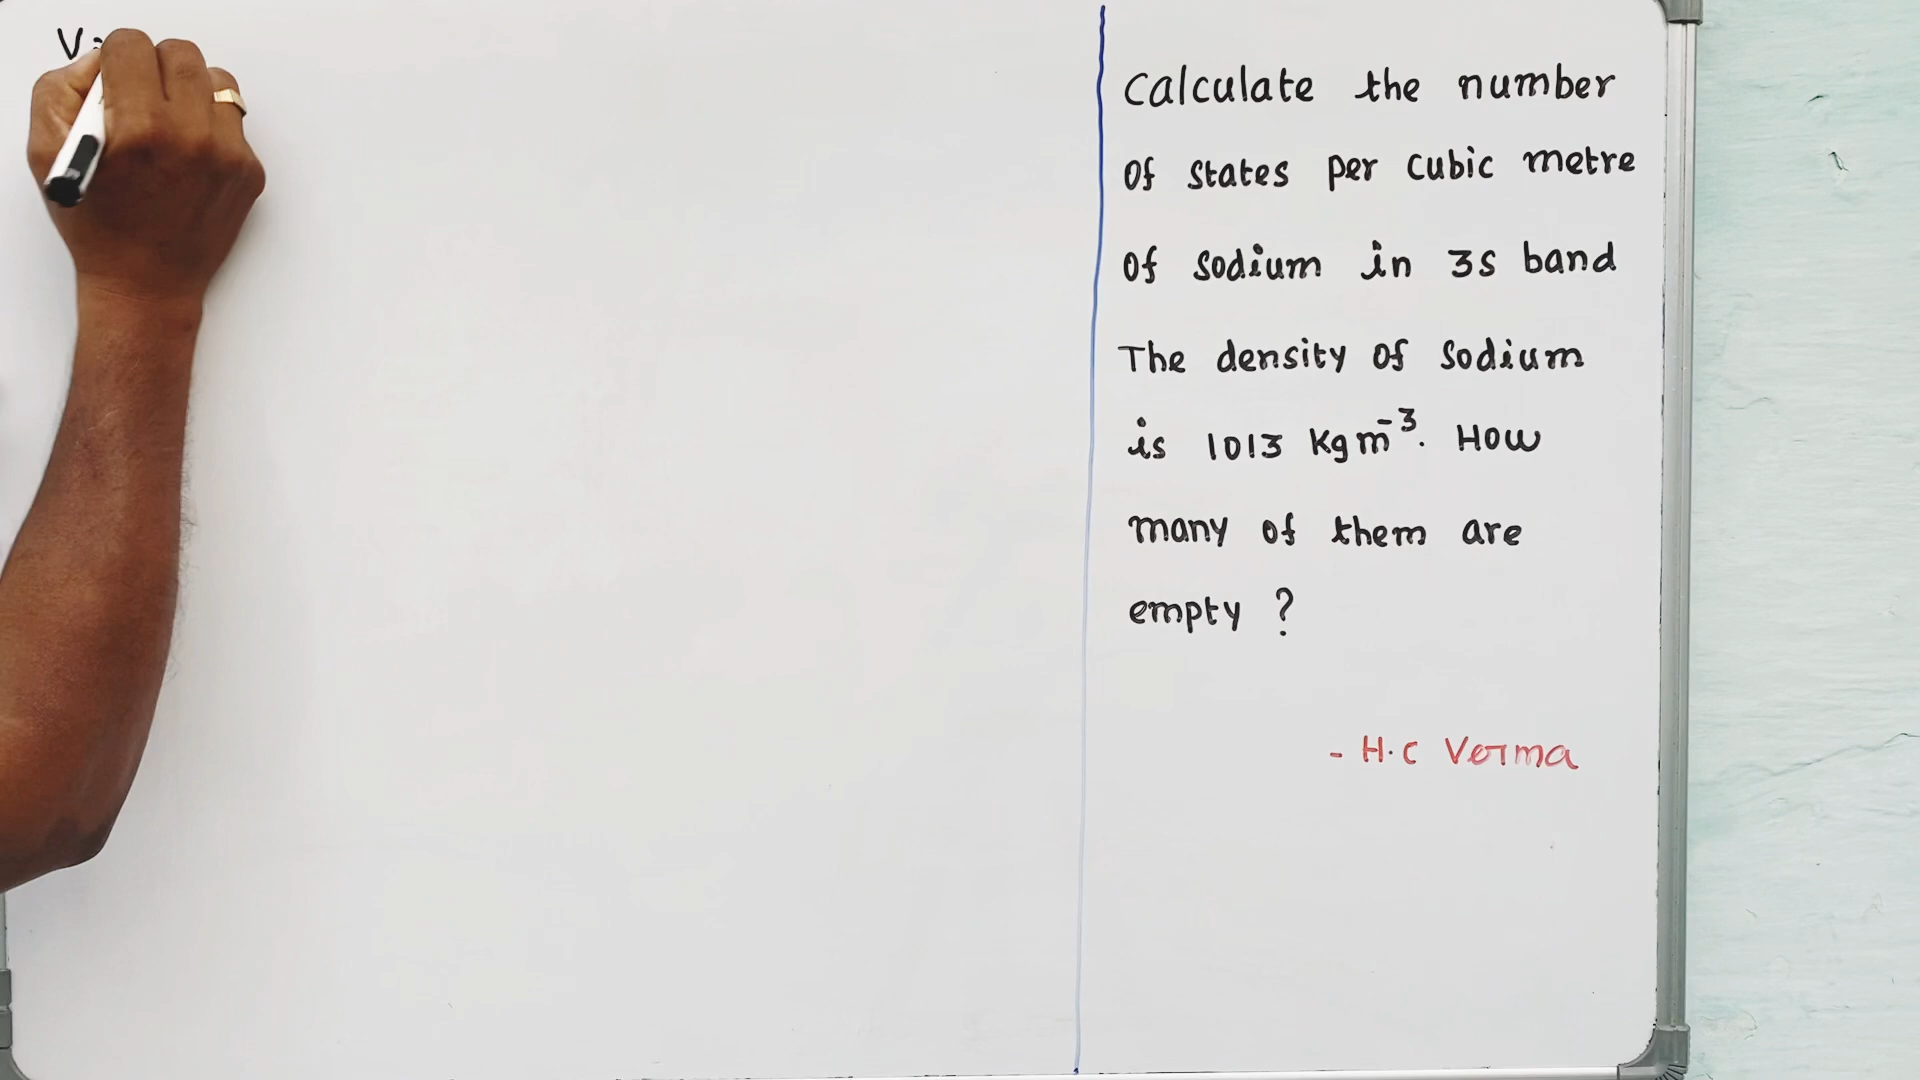 V =
Calculate the number
of states per cubic metre
of sodium in 3s band
The density of sodium
is 1013 kgm⁻³. How
many of them are
empty ?
- H.C Verma